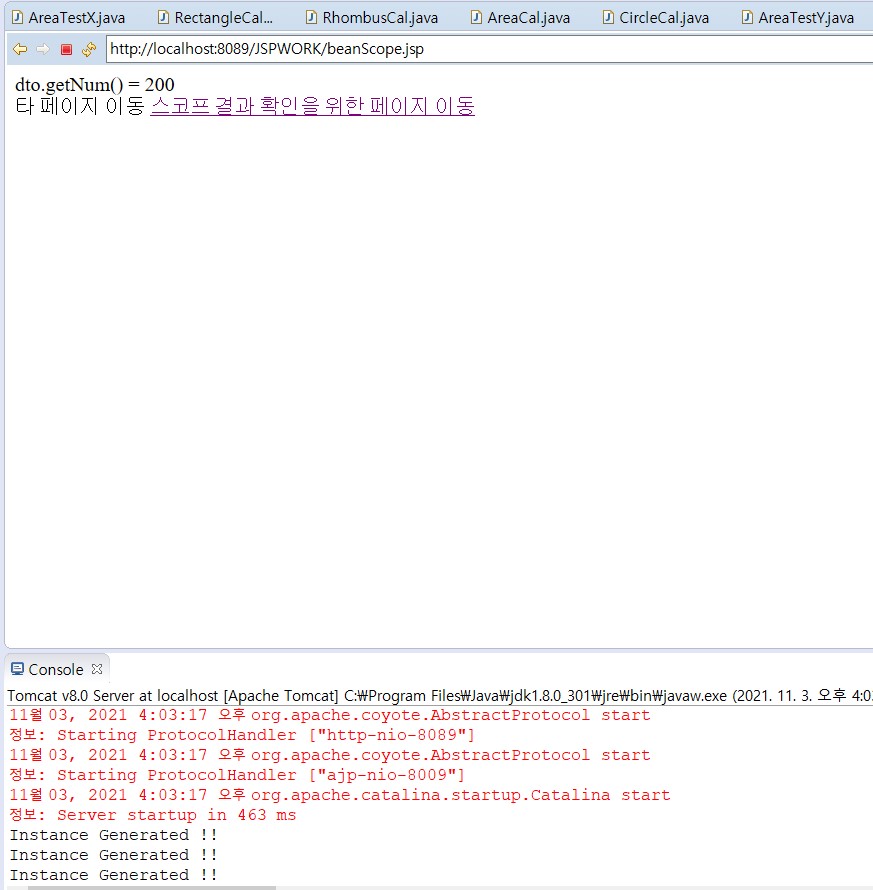 AreaTestX.java RectangleCal... RhombusCal.java AreaCal.java CircleCal.java AreaTestY.java
http://localhost:8089/JSPWORK/beanScope.jsp
dto.getNum() = 200
타 페이지 이동 스코프 결과 확인을 위한 페이지 이동
Console
Tomcat v8.0 Server at localhost [Apache Tomcat] C:₩Program Files₩Java₩jdk1.8.0_301₩jre₩bin₩javaw.exe (2021. 11. 3. 오후 4:03
11월 03, 2021 4:03:17 오후 org.apache.coyote.AbstractProtocol start
정보: Starting ProtocolHandler ["http-nio-8089"]
11월 03, 2021 4:03:17 오후 org.apache.coyote.AbstractProtocol start
정보: Starting ProtocolHandler ["ajp-nio-8009"]
11월 03, 2021 4:03:17 오후 org.apache.catalina.startup.Catalina start
정보: Server startup in 463 ms
Instance Generated !!
Instance Generated !!
Instance Generated !!